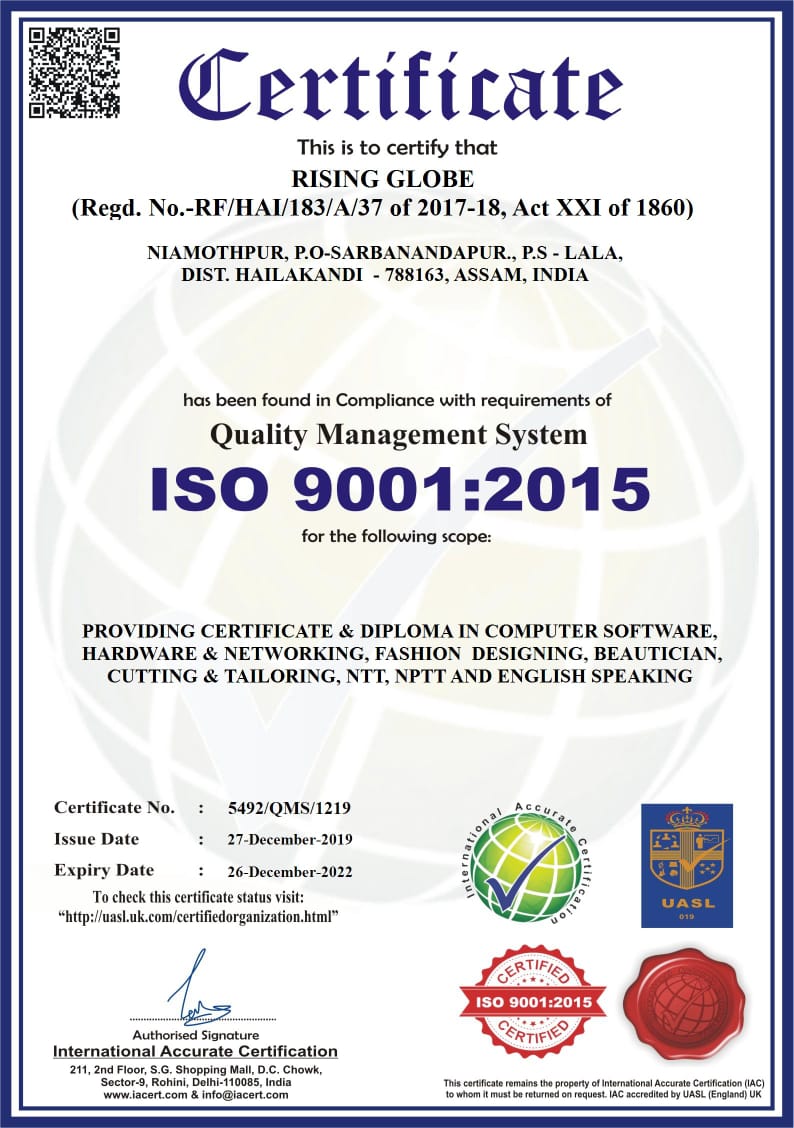 Certificate
This is to certify that
RISING GLOBE
(Regd. No.-RF/HAI/183/A/37 of 2017-18, Act XXI of 1860)
NIAMOTHPUR, P.O-SARBANANDAPUR., P.S - LALA,
DIST. HAILAKANDI - 788163, ASSAM, INDIA
has been found in Compliance with requirements of
Quality Management System
ISO 9001:2015
for the following scope:
PROVIDING CERTIFICATE & DIPLOMA IN COMPUTER SOFTWARE,
HARDWARE & NETWORKING, FASHION DESIGNING, BEAUTICIAN,
CUTTING & TAILORING, NTT, NPTT AND ENGLISH SPEAKING
Certificate No. : 5492/QMS/1219
Issue Date : 27-December-2019
Expiry Date : 26-December-2022
To check this certificate status visit:
“http://uasl.uk.com/certifiedorganization.html”
International Accurate Certification
UASL
019
Authorised Signature
International Accurate Certification
211, 2nd Floor, S.G. Shopping Mall, D.C. Chowk,
Sector-9, Rohini, Delhi-110085, India
www.iacert.com & info@iacert.com
CERTIFIED
ISO 9001:2015
CERTIFIED
This certificate remains the property of International Accurate Certification (IAC)
to whom it must be returned on request. IAC accredited by UASL (England) UK